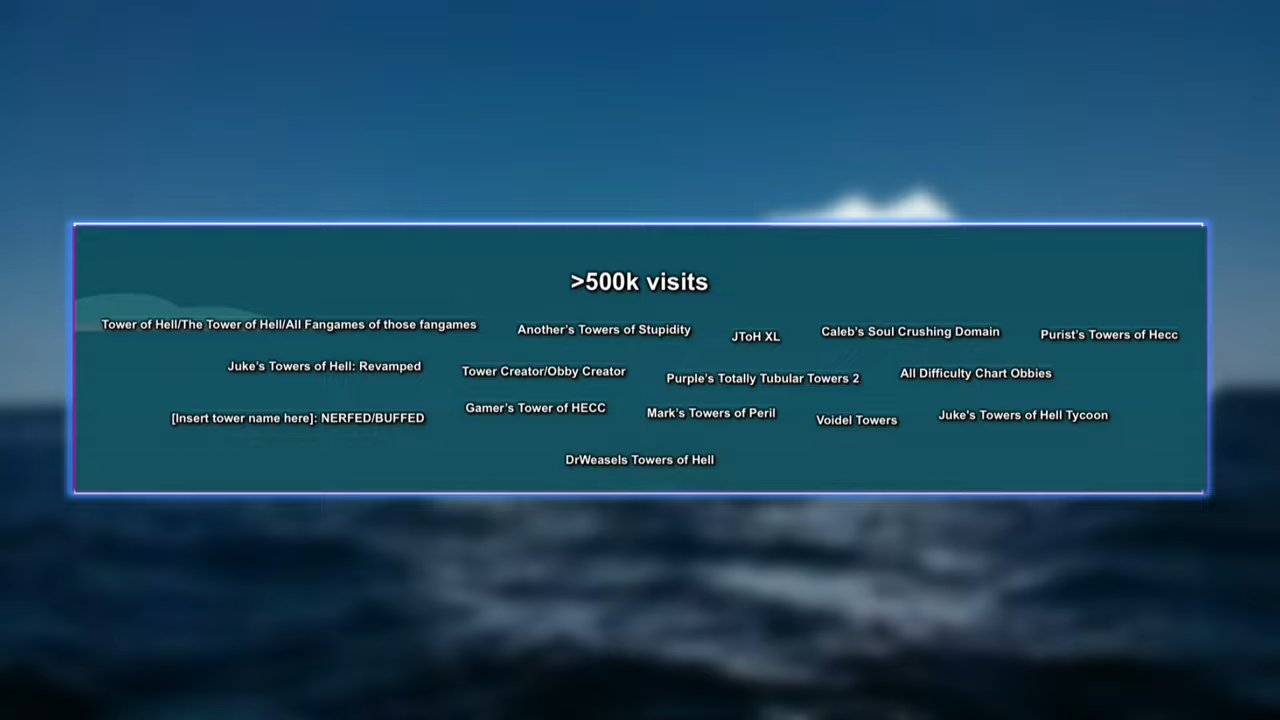 >500k visits
Tower of Hell/The Tower of Hell/All Fangames of those fangames
Another's Towers of Stupidity
JToH XL
Caleb's Soul Crushing Domain
Purist's Towers of Hecc
Juke's Towers of Hell: Revamped
Tower Creator/Obby Creator
Purple's Totally Tubular Towers 2
All Difficulty Chart Obbies
[Insert tower name here]: NERFED/BUFFED
Gamer's Tower of HECC
Mark's Towers of Peril
Voidel Towers
Juke's Towers of Hell Tycoon
DrWeasels Towers of Hell